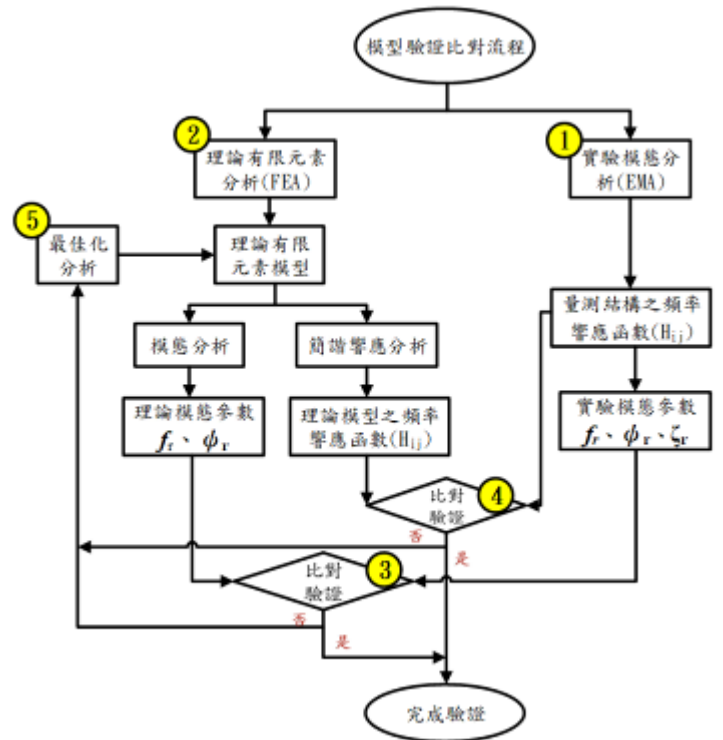 模型驗證比對流程
2
理論有限元素
分析(FEA)
1
實驗模態分
析(EMA)
5
最佳化
分析
理論有限
元素模型
量測結構之頻率
響應函數(Hij)
模態分析
簡諧響應分析
理論模態參數
fr、ϕr
理論模型之頻率
響應函數(Hij)
實驗模態參數
fr、ϕr、ζr
比對
驗證
4
否
是
比對
驗證
3
否
是
完成驗證